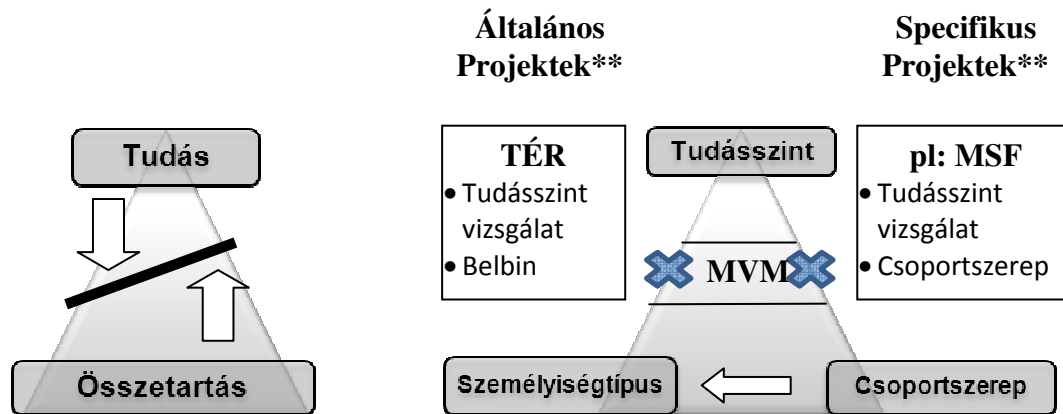 Általános
Projektek**
Specifikus
Projektek**
Tudás
Összetartás
TÉR
• Tudásszint
vizsgálat
• Belbin
Tudásszint
MVM
pl: MSF
• Tudásszint
vizsgálat
• Csoportszerep
Személyiségtípus
Csoportszerep